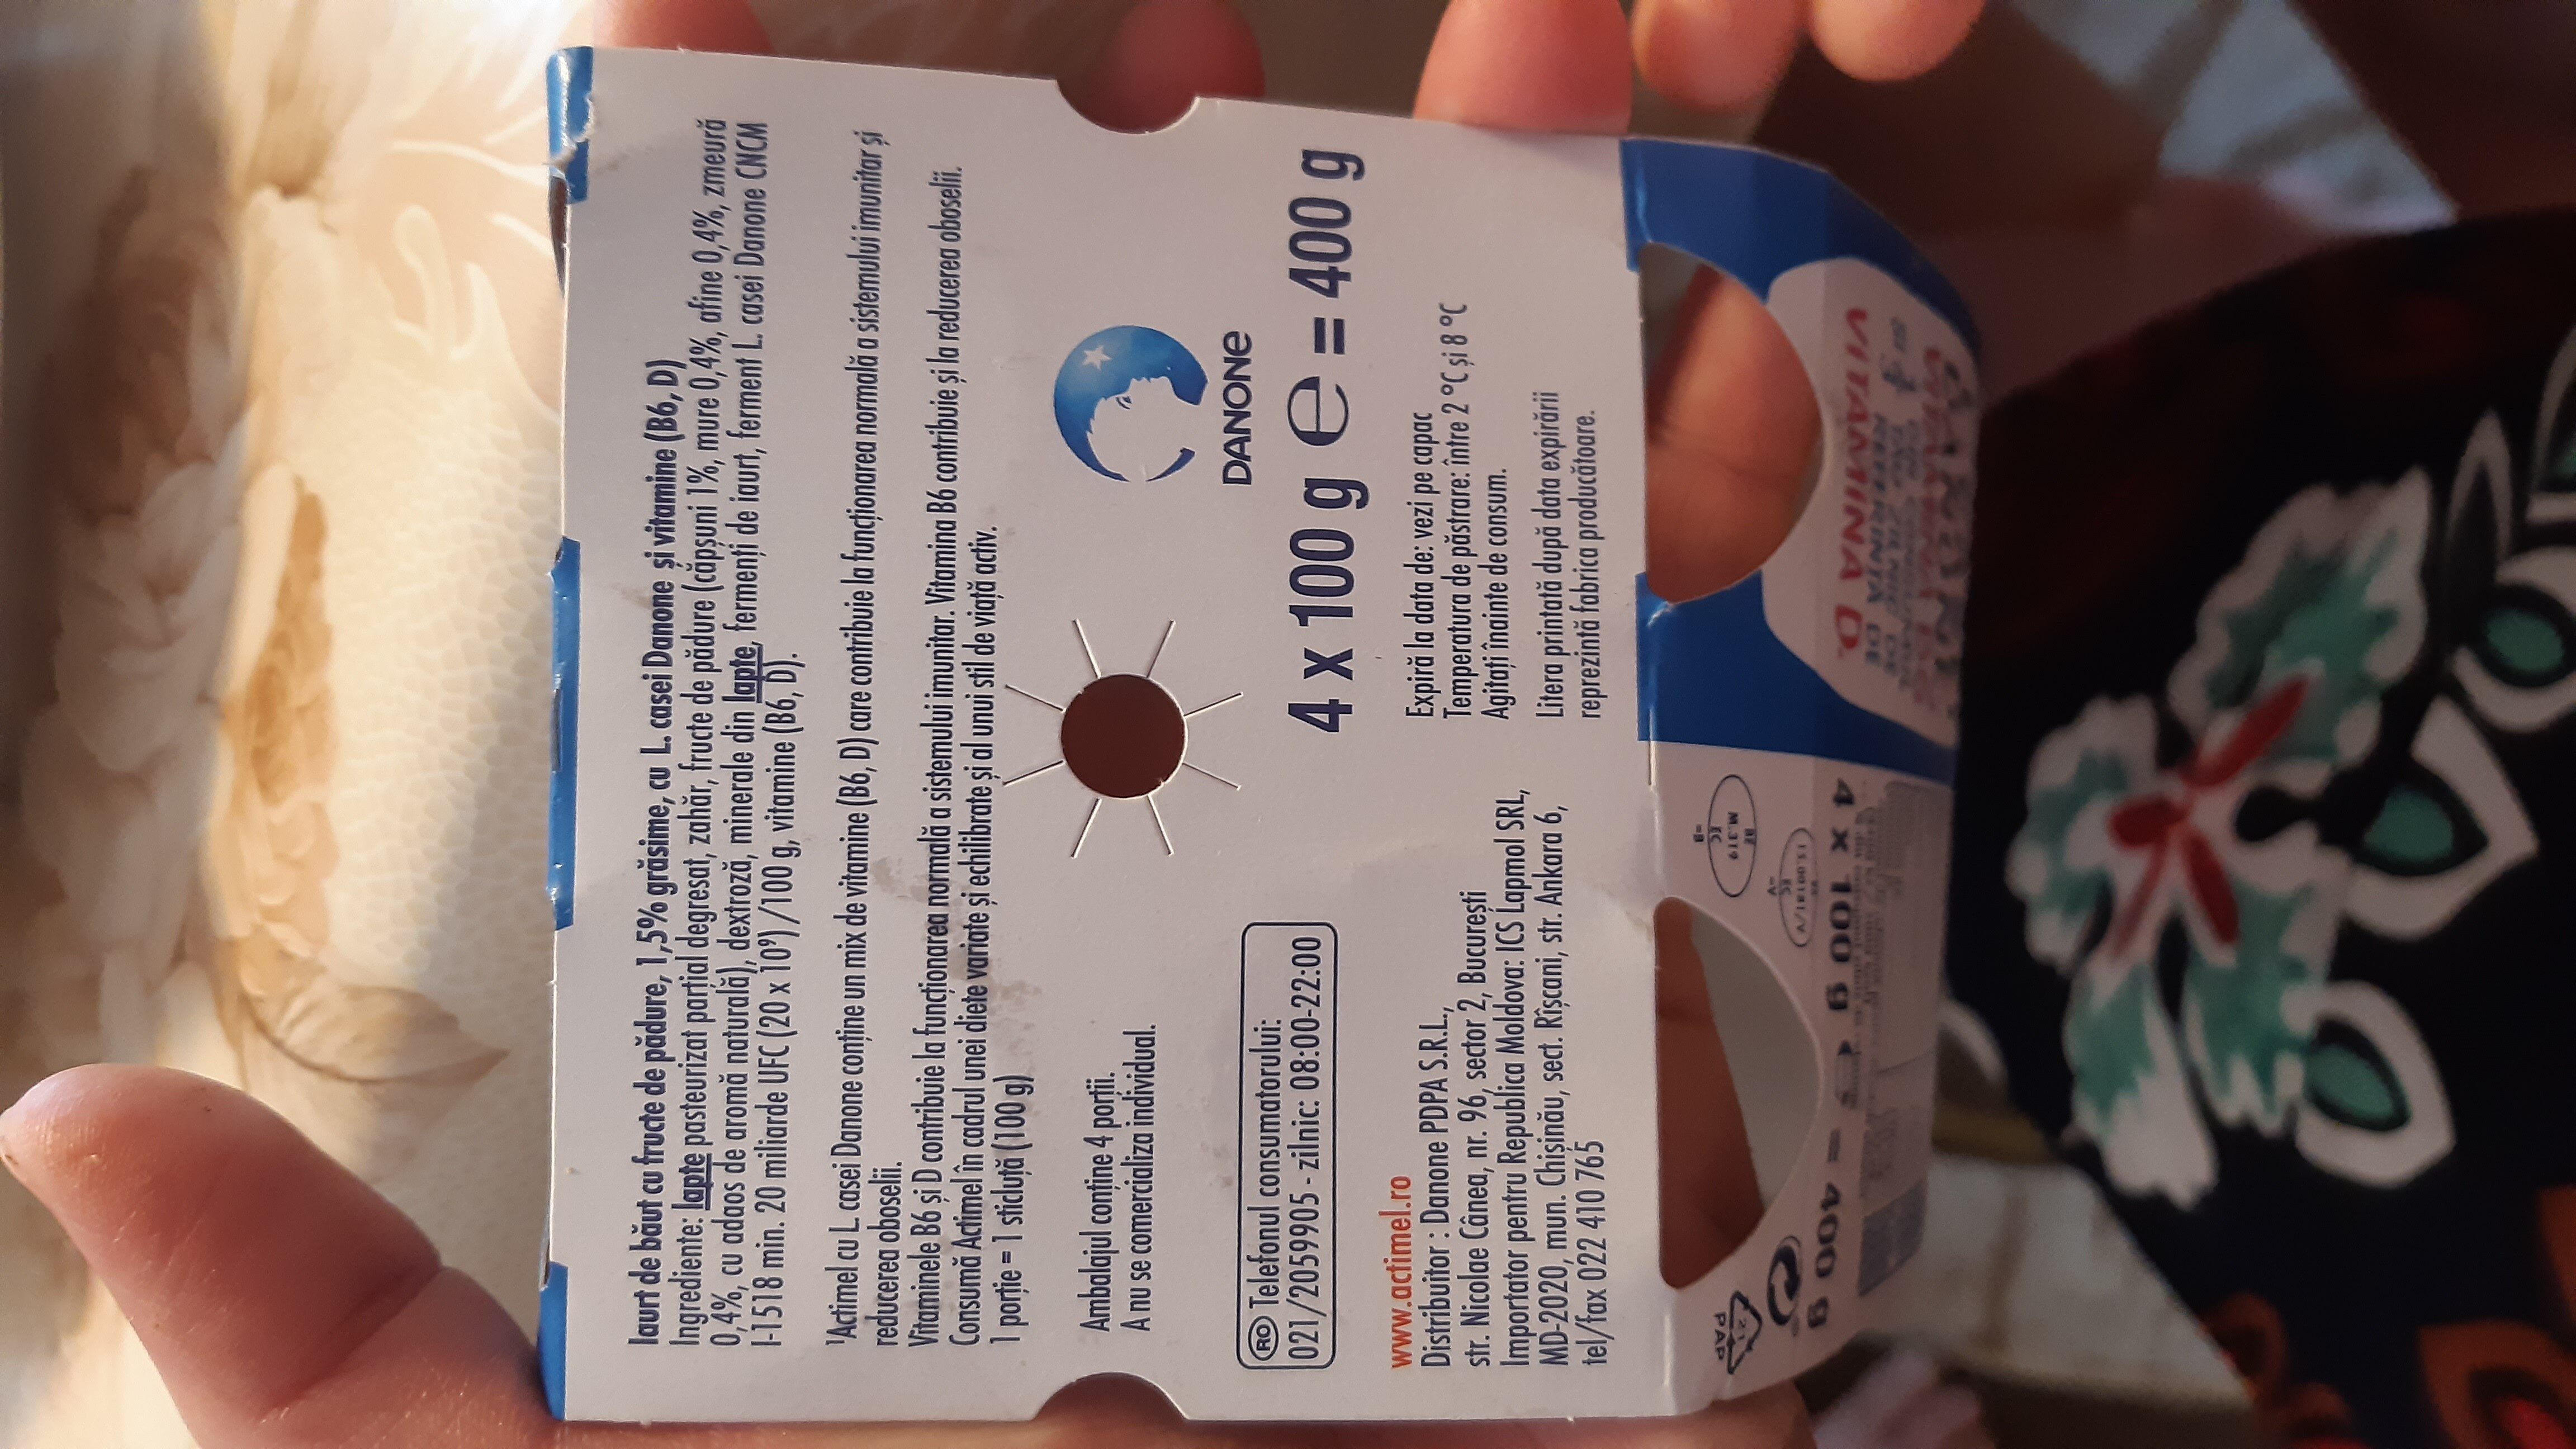 Iaurt de băut cu fructe de pădure, 1,5% grăsime, cu L. casei Danone și vitamine (B6, D)
Ingrediente: lapte pasteurizat parțial degresat, zahăr, fructe de pădure (căpșuni 1%, mure 0,4%, afine 0,4%, zmeură
0,4%, cu adaos de aromă naturală), dextroză, minerale din lapte, fermenți de iaurt, ferment L. casei Danone CNCM
I-1518 min. 20 miliarde UFC (20 x 10⁹) /100 g, vitamine (B6, D).
¹Actimel cu L. casei Danone conține un mix de vitamine (B6, D) care contribuie la funcționarea normală a sistemului imunitar și
reducerea oboselii.
Vitaminele B6 și D contribuie la funcționarea normală a sistemului imunitar. Vitamina B6 contribuie și la reducerea oboselii.
Consumă Actimel în cadrul unei diete variate și echilibrate și al unui stil de viață activ.
1 porție = 1 sticluță (100 g)
Ambalajul conține 4 porții.
A nu se comercializa individual.
DANONE
RO Telefonul consumatorului:
021/2059905 - zilnic: 08:00-22:00
4 x 100 g e = 400 g
www.actimel.ro
Distribuitor : Danone PDPA S.R.L.,
str. Nicolae Cânea, nr. 96, sector 2, București
Importator pentru Republica Moldova: ICS Lapmol SRL,
MD-2020, mun. Chișinău, sect. Rîșcani, str. Ankara 6,
tel/fax 022 410 765
Expiră la data de: vezi pe capac
Temperatura de păstrare: între 2 °C și 8 °C
Agitați înainte de consum.
Litera printată după data expirării
reprezintă fabrica producătoare.
21
PAP
BE
M.319
EC
=B
EC
=A
4 x 100 g e = 400 g
VITAMINA D.